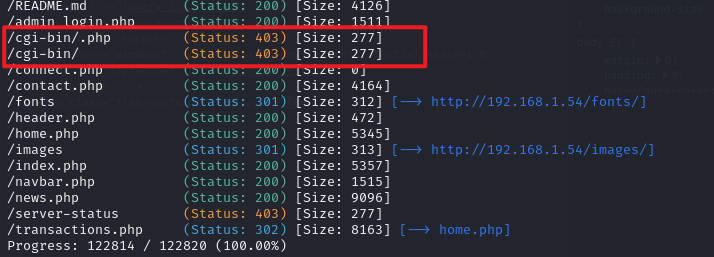 /README.md (Status: 200) [Size: 4126]
/admin_login.php (Status: 200) [Size: 1511]
/cgi-bin/.php (Status: 403) [Size: 277]
/cgi-bin/ (Status: 403) [Size: 277]
/connect.php (Status: 200) [Size: 0]
/contact.php (Status: 200) [Size: 4164]
/fonts (Status: 301) [Size: 312] [--> http://192.168.1.54/fonts/]
/header.php (Status: 200) [Size: 472]
/home.php (Status: 200) [Size: 5345]
/images (Status: 301) [Size: 313] [--> http://192.168.1.54/images/]
/index.php (Status: 200) [Size: 5357]
/navbar.php (Status: 200) [Size: 1515]
/news.php (Status: 200) [Size: 9096]
/server-status (Status: 403) [Size: 277]
/transactions.php (Status: 302) [Size: 8163] [--> home.php]
Progress: 122814 / 122820 (100.00%)